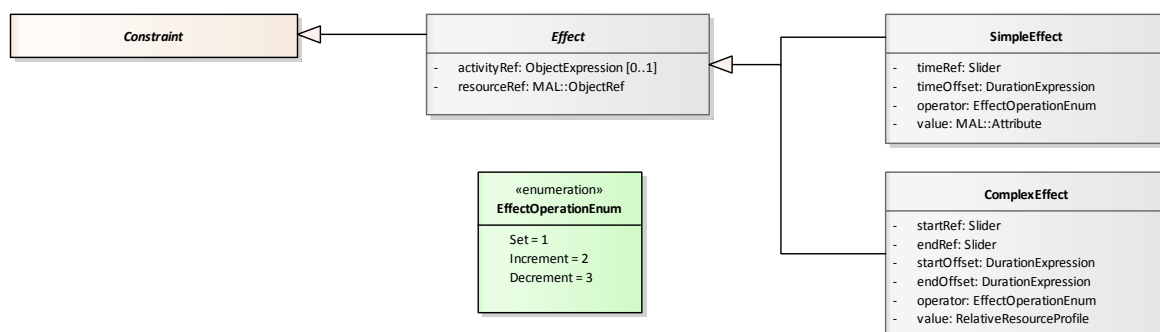 Constraint
Effect
- activityRef: ObjectExpression [0..1]
- resourceRef: MAL::ObjectRef
SimpleEffect
- timeRef: Slider
- timeOffset: DurationExpression
- operator: EffectOperationEnum
- value: MAL::Attribute
«enumeration»
EffectOperationEnum
Set = 1
Increment = 2
Decrement = 3
ComplexEffect
- startRef: Slider
- endRef: Slider
- startOffset: DurationExpression
- endOffset: DurationExpression
- operator: EffectOperationEnum
- value: RelativeResourceProfile